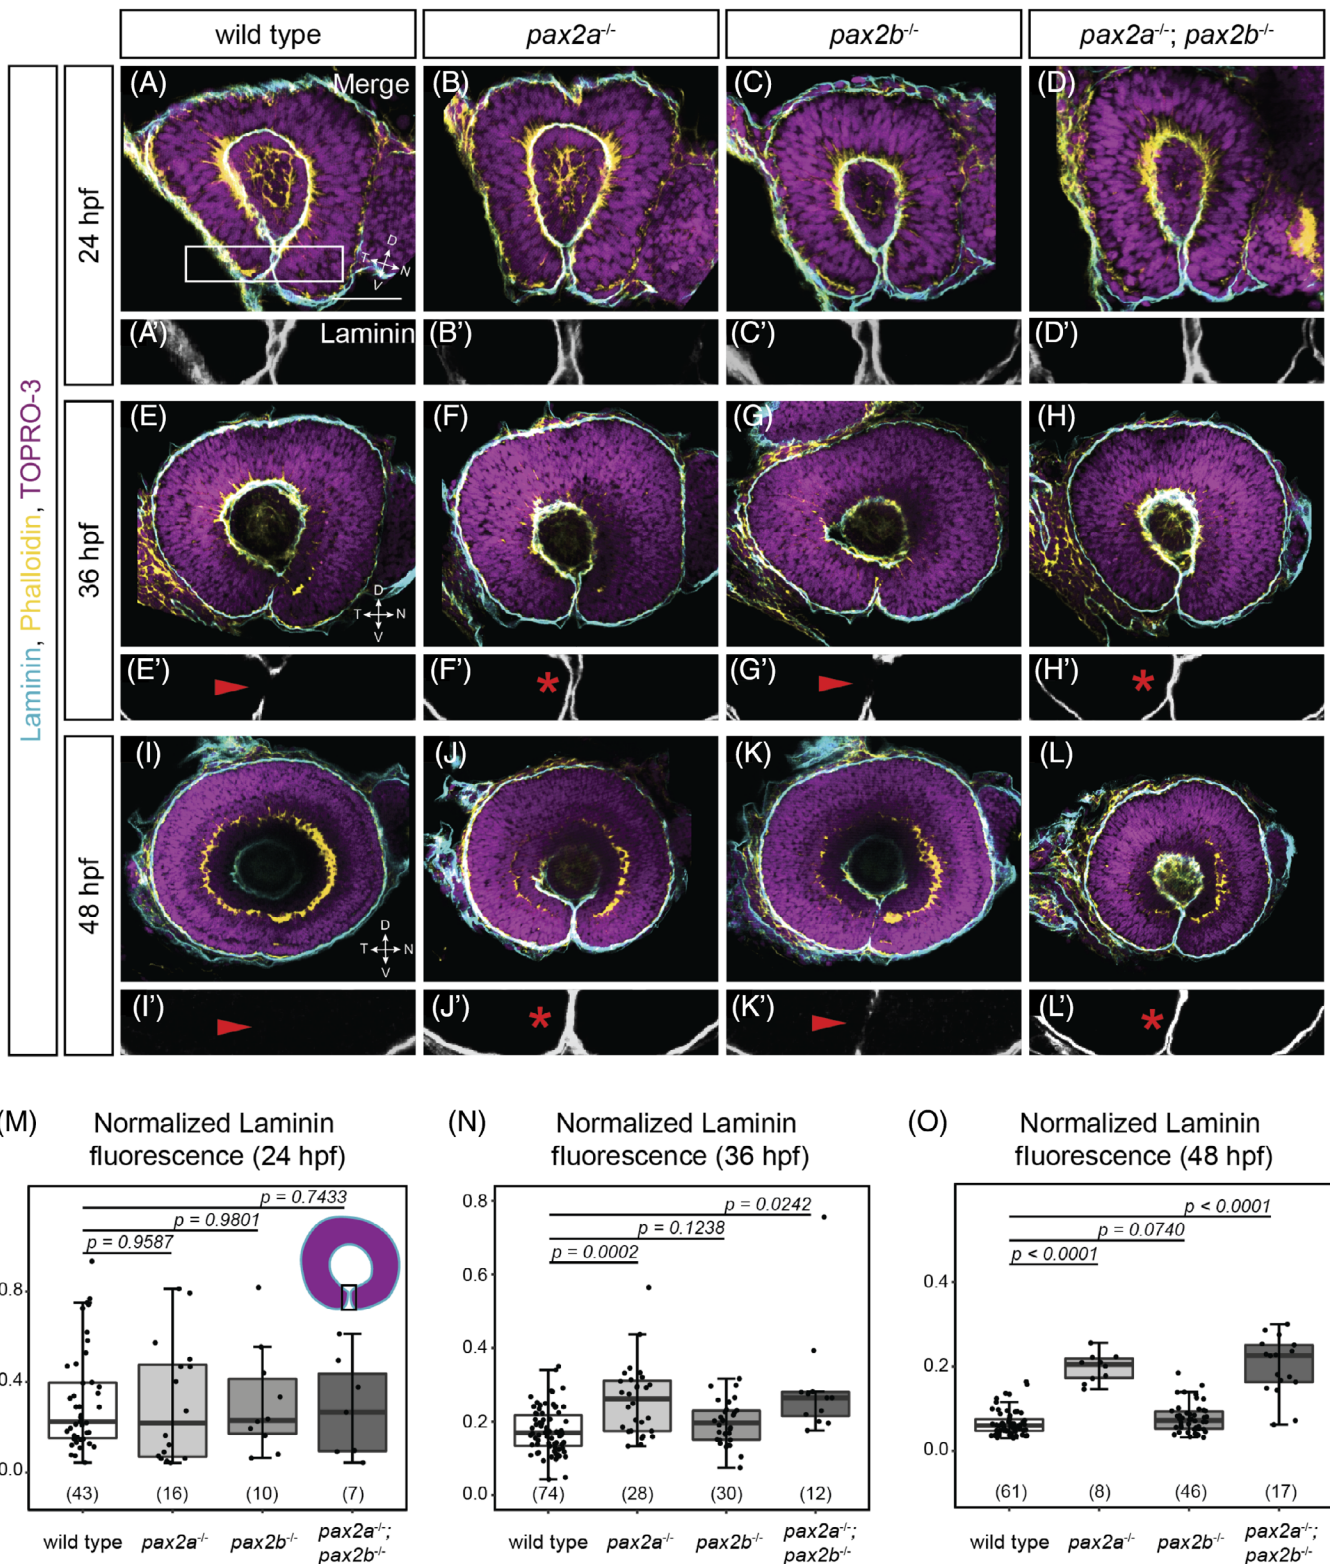 wild type
pax2a-/-
pax2b-/-
pax2a-/-; pax2b-/-
Laminin, Phalloidin, TOPRO-3
24 hpf
(A)
Merge
D
T
N
V
(B)
(C)
(D)
(A')
Laminin
(B')
(C')
(D')
36 hpf
(E)
D
T
N
V
(F)
(G)
(H)
(E')
(F')
*
(G')
(H')
*
48 hpf
(I)
D
T
N
V
(J)
(K)
(L)
(I')
(J')
*
(K')
(L')
*
(M)
Normalized Laminin
fluorescence (24 hpf)
p = 0.7433
p = 0.9801
p = 0.9587
0.8
0.4
0.0
(43)
(16)
(10)
(7)
wild type
pax2a-/-
pax2b-/-
pax2a-/-;
pax2b-/-
(N)
Normalized Laminin
fluorescence (36 hpf)
0.8
p = 0.0242
p = 0.1238
p = 0.0002
0.6
0.4
0.2
0.0
(74)
(28)
(30)
(12)
wild type
pax2a-/-
pax2b-/-
pax2a-/-;
pax2b-/-
(O)
Normalized Laminin
fluorescence (48 hpf)
p < 0.0001
p = 0.0740
p < 0.0001
0.4
0.2
0.0
(61)
(8)
(46)
(17)
wild type
pax2a-/-
pax2b-/-
pax2a-/-;
pax2b-/-